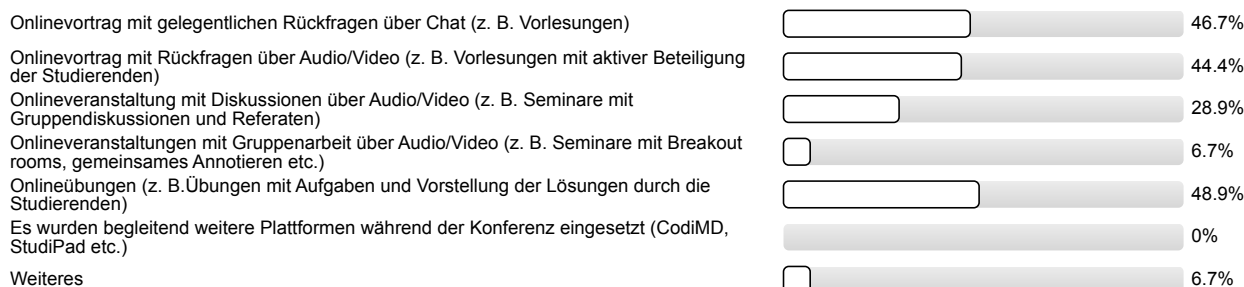 Onlinevortrag mit gelegentlichen Rückfragen über Chat (z. B. Vorlesungen) 46.7%
Onlinevortrag mit Rückfragen über Audio/Video (z. B. Vorlesungen mit aktiver Beteiligung
der Studierenden) 44.4%
Onlineveranstaltung mit Diskussionen über Audio/Video (z. B. Seminare mit
Gruppendiskussionen und Referaten) 28.9%
Onlineveranstaltungen mit Gruppenarbeit über Audio/Video (z. B. Seminare mit Breakout
rooms, gemeinsames Annotieren etc.) 6.7%
Onlineübungen (z. B.Übungen mit Aufgaben und Vorstellung der Lösungen durch die
Studierenden) 48.9%
Es wurden begleitend weitere Plattformen während der Konferenz eingesetzt (CodiMD,
StudiPad etc.) 0%
Weiteres 6.7%